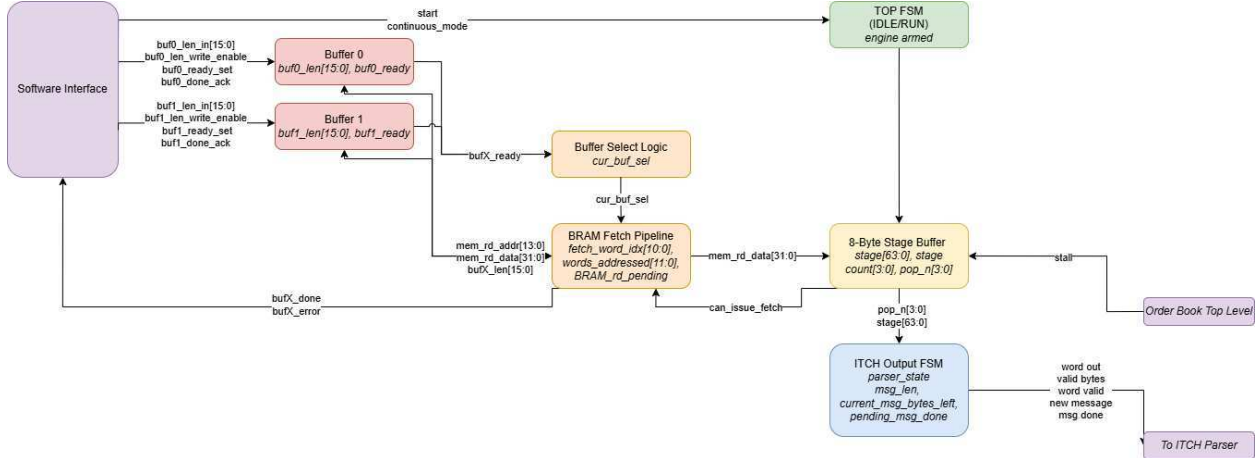 start
continuous_mode
TOP FSM
(IDLE/RUN)
engine armed
Software Interface
buf0_len_in[15:0]
buf0_len_write_enable
buf0_ready_set
buf0_done_ack
Buffer 0
buf0_len[15:0], buf0_ready
buf1_len_in[15:0]
buf1_len_write_enable
buf1_ready_set
buf1_done_ack
Buffer 1
buf1_len[15:0], buf1_ready
bufX_ready
Buffer Select Logic
cur_buf_sel
cur_buf_sel
mem_rd_addr[13:0]
mem_rd_data[31:0]
bufX_len[15:0]
BRAM Fetch Pipeline
fetch_word_idx[10:0],
words_addressed[11:0],
BRAM_rd_pending
mem_rd_data[31:0]
8-Byte Stage Buffer
stage[63:0], stage
count[3:0], pop_n[3:0]
stall
bufX_done
bufX_error
can_issue_fetch
pop_n[3:0]
stage[63:0]
Order Book Top Level
ITCH Output FSM
parser_state
msg_len,
current_msg_bytes_left,
pending_msg_done
word out
valid bytes
word valid
new message
msg done
To ITCH Parser